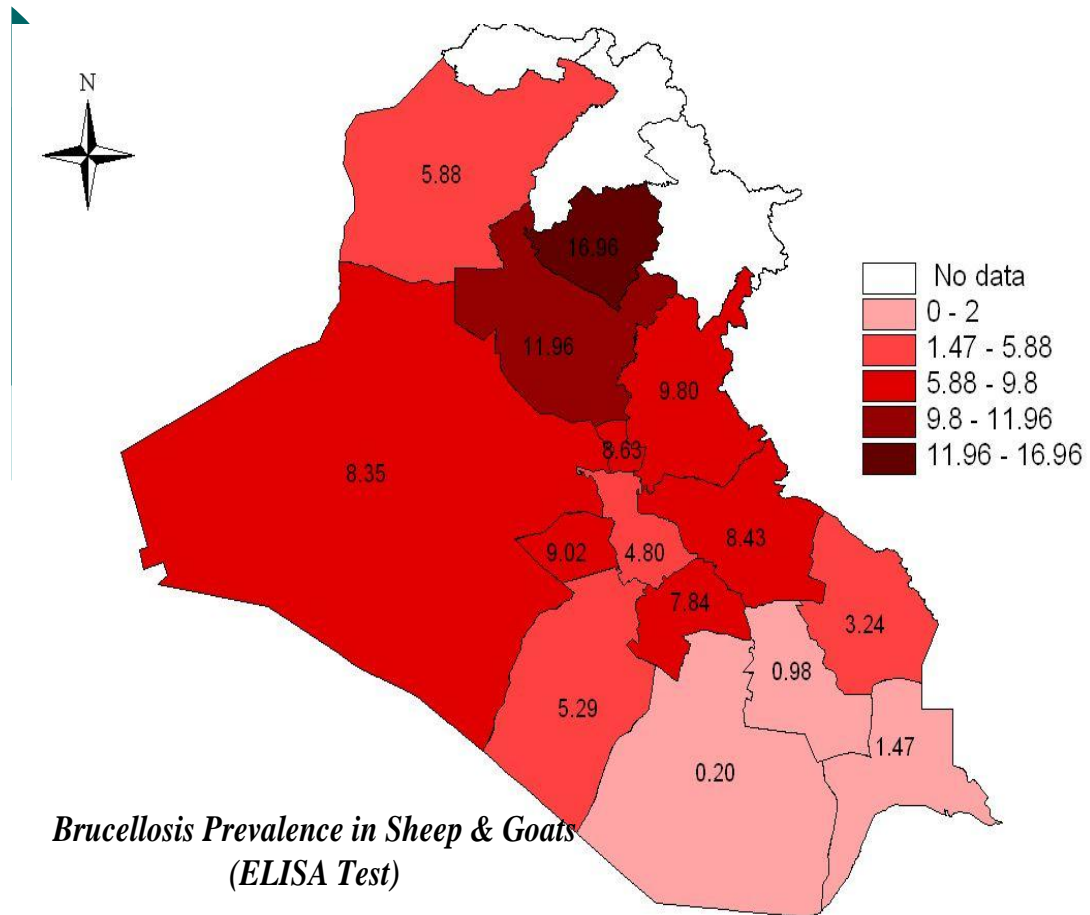 N
5.88
16.96
11.96
9.80
8.63
8.35
9.02
4.80
8.43
7.84
3.24
0.98
5.29
1.47
0.20
No data
0 - 2
1.47 - 5.88
5.88 - 9.8
9.8 - 11.96
11.96 - 16.96
Brucellosis Prevalence in Sheep & Goats
(ELISA Test)